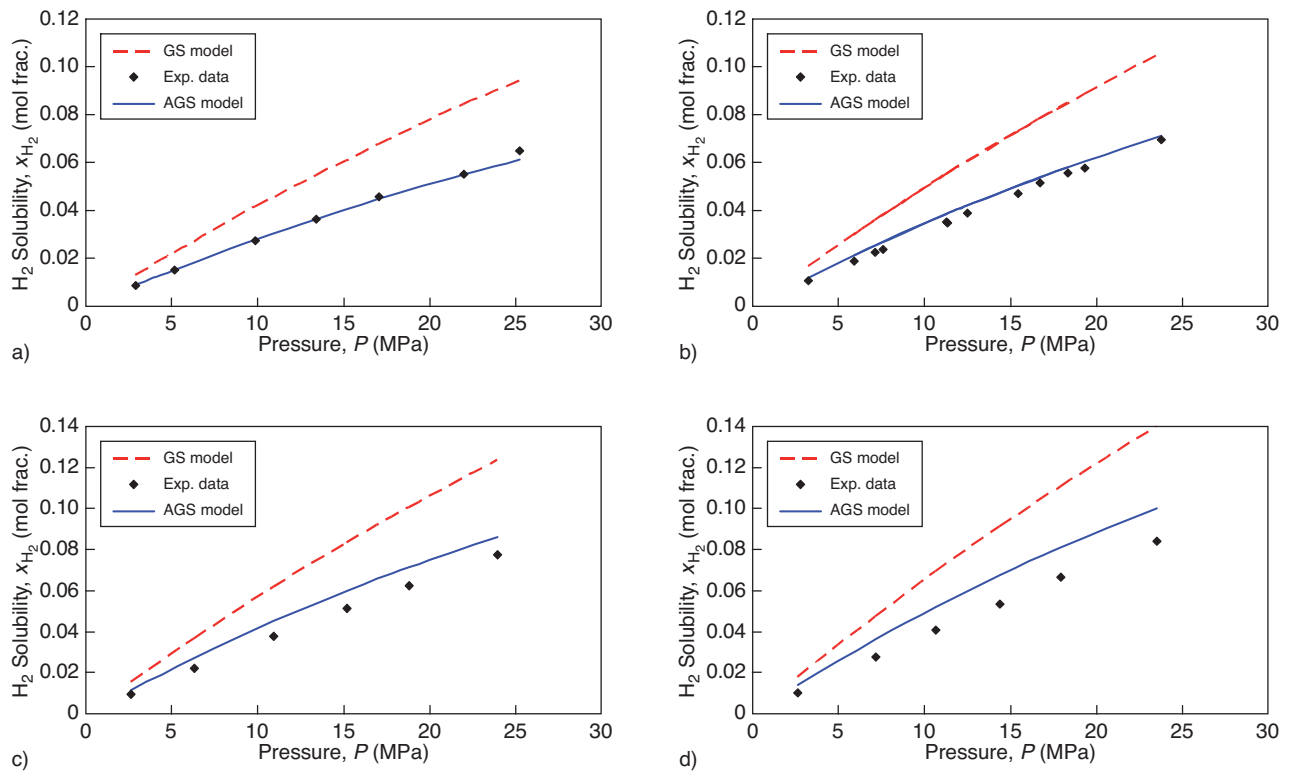 H2 Solubility, xH2 (mol frac.)
0.12
0.10
0.08
0.06
0.04
0.02
0
GS model
Exp. data
AGS model
0 5 10 15 20 25 30
Pressure, P (MPa)
a)
H2 Solubility, xH2 (mol frac.)
0.12
0.10
0.08
0.06
0.04
0.02
0
GS model
Exp. data
AGS model
0 5 10 15 20 25 30
Pressure, P (MPa)
b)
H2 Solubility, xH2 (mol frac.)
0.14
0.12
0.10
0.08
0.06
0.04
0.02
0
GS model
Exp. data
AGS model
0 5 10 15 20 25 30
Pressure, P (MPa)
c)
H2 Solubility, xH2 (mol frac.)
0.14
0.12
0.10
0.08
0.06
0.04
0.02
0
GS model
Exp. data
AGS model
0 5 10 15 20 25 30
Pressure, P (MPa)
d)